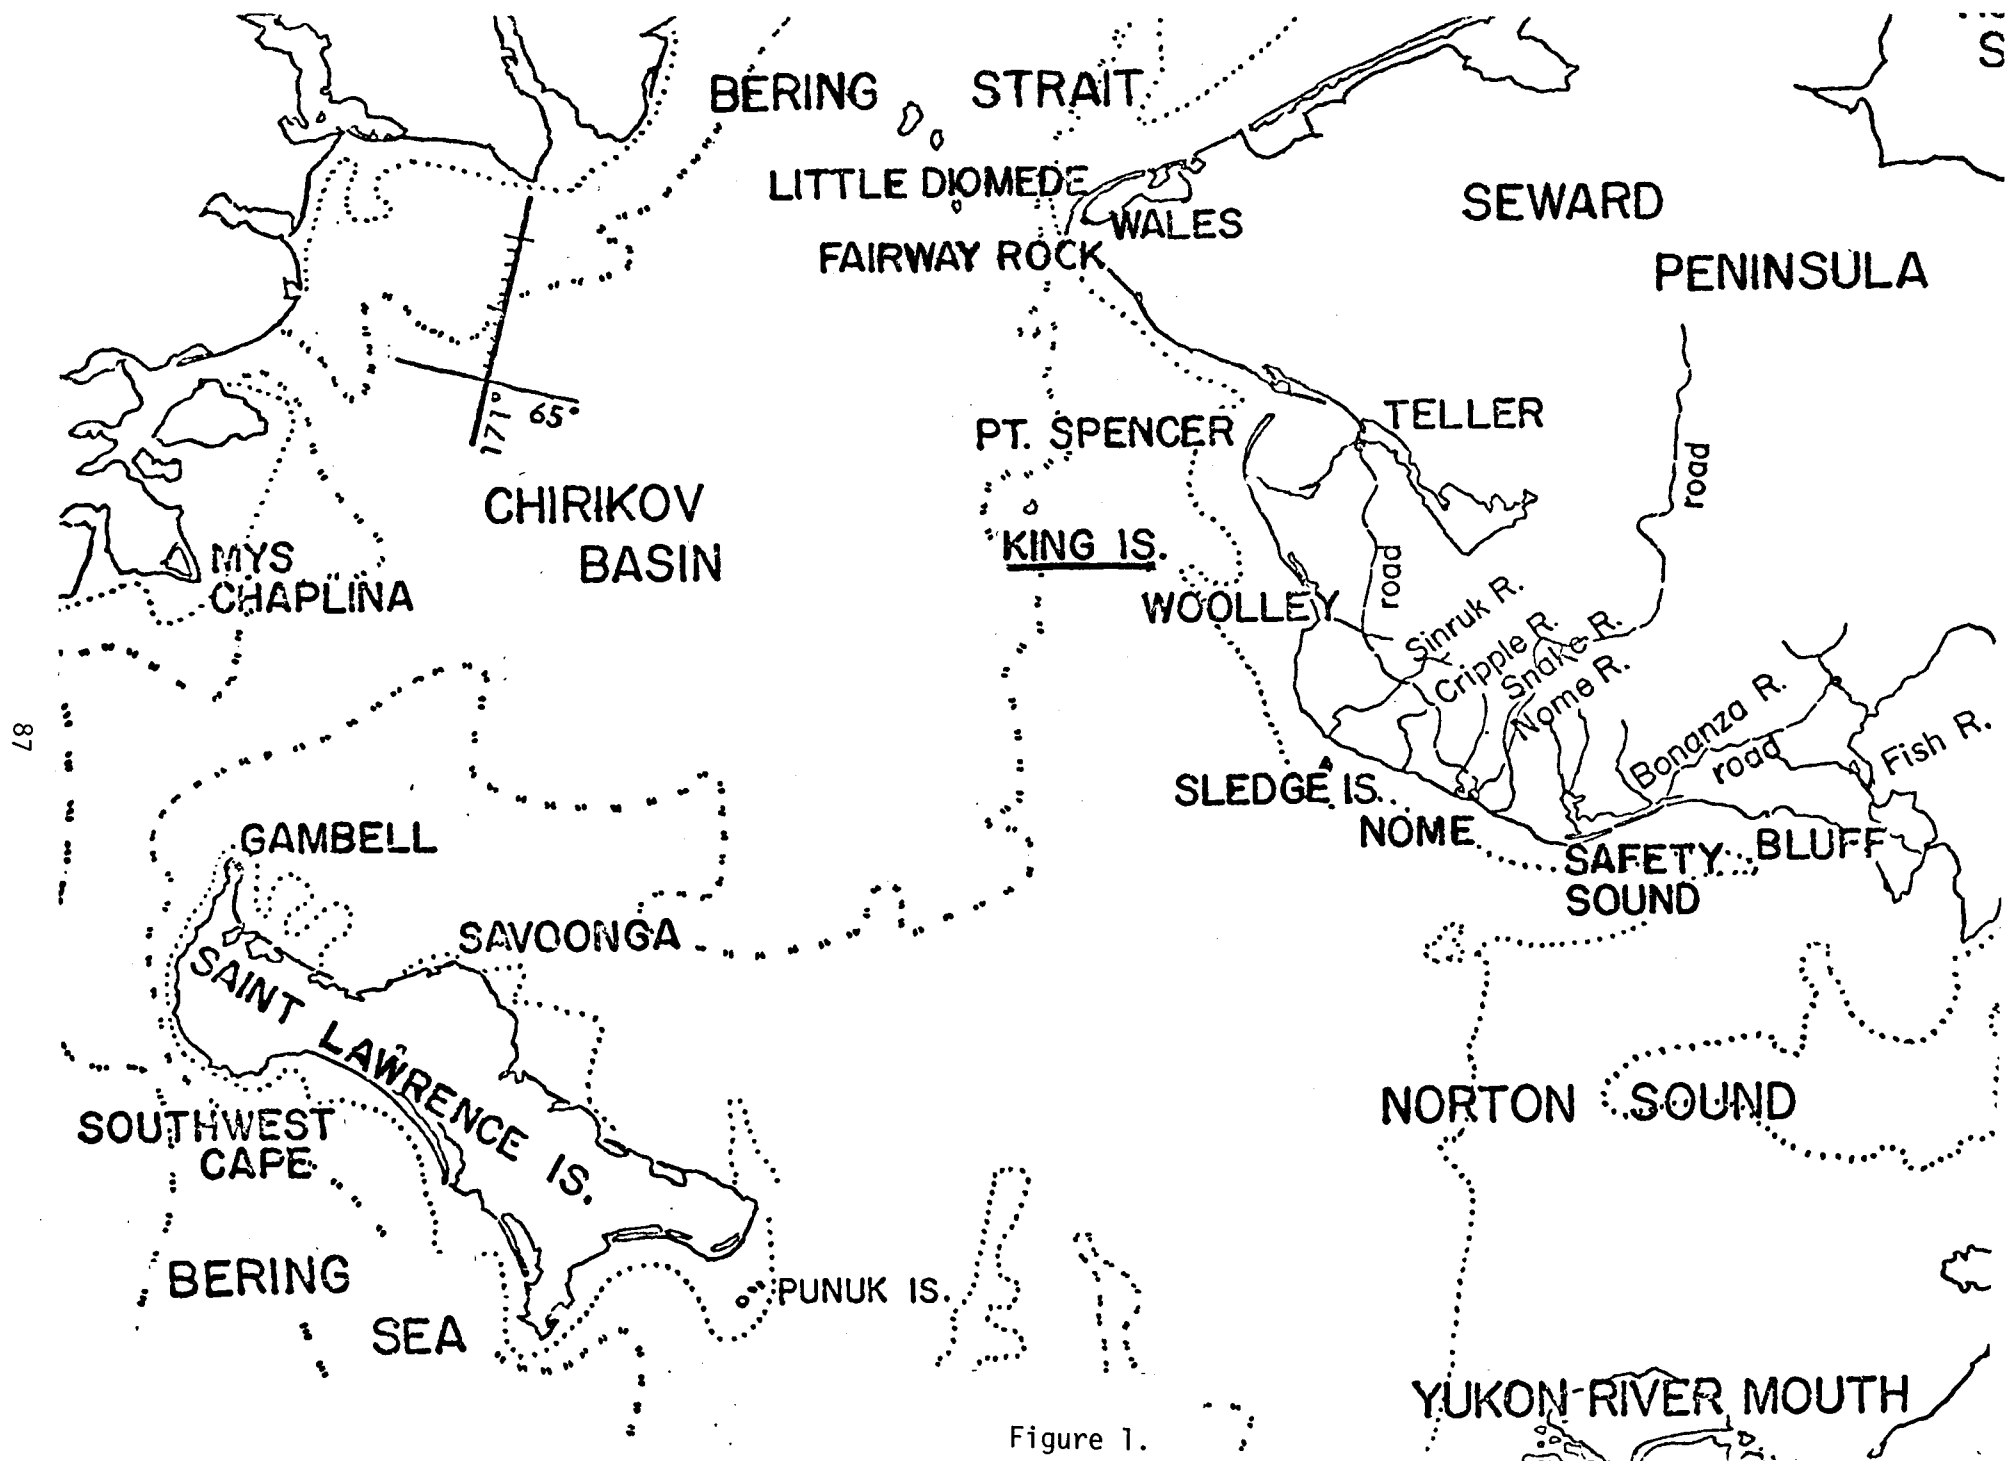 S
BERING STRAIT
LITTLE DIOMEDE
WALES
FAIRWAY ROCK
SEWARD
PENINSULA
171° 65°
PT. SPENCER
TELLER
road
CHIRIKOV
BASIN
KING IS.
MYS
CHAPLINA
WOOLLEY
road
Sinruk R.
Cripple R.
Snake R.
Nome R.
Bonanza R.
road
Fish R.
87
SLEDGE IS.
NOME
SAFETY
SOUND
BLUFF
GAMBELL
SAVOONGA
SAINT LAWRENCE IS.
SOUTHWEST
CAPE
NORTON SOUND
BERING
SEA
PUNUK IS.
YUKON RIVER MOUTH
Figure 1.